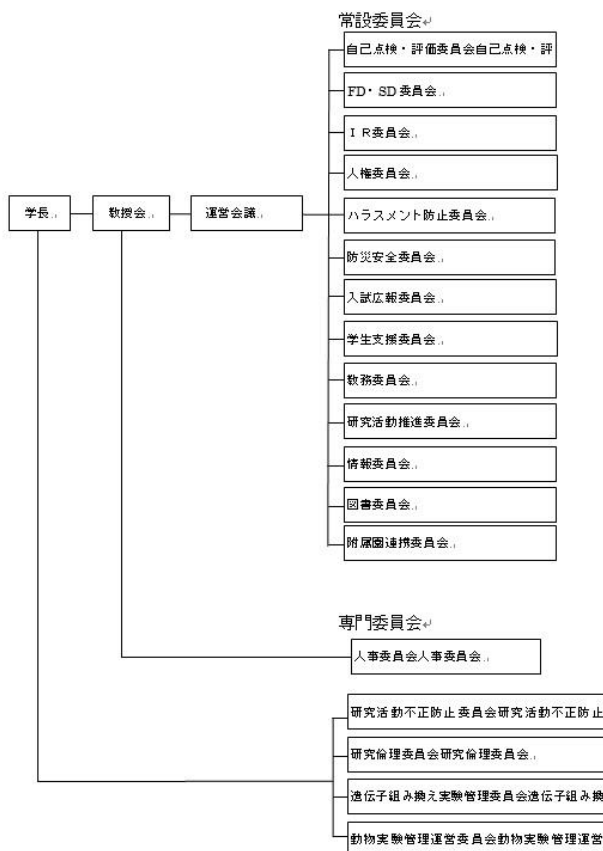 常設委員会
自己点検・評価委員会自己点検・評
FD・SD委員会
ＩＲ委員会
人権委員会
学長
教授会
運営会議
ハラスメント防止委員会
防災安全委員会
入試広報委員会
学生支援委員会
教務委員会
研究活動推進委員会
情報委員会
図書委員会
附属園連携委員会
専門委員会
人事委員会人事委員会
研究活動不正防止委員会研究活動不正防止
研究倫理委員会研究倫理委員会
遺伝子組み換え実験管理委員会遺伝子組み換
動物実験管理運営委員会動物実験管理運営